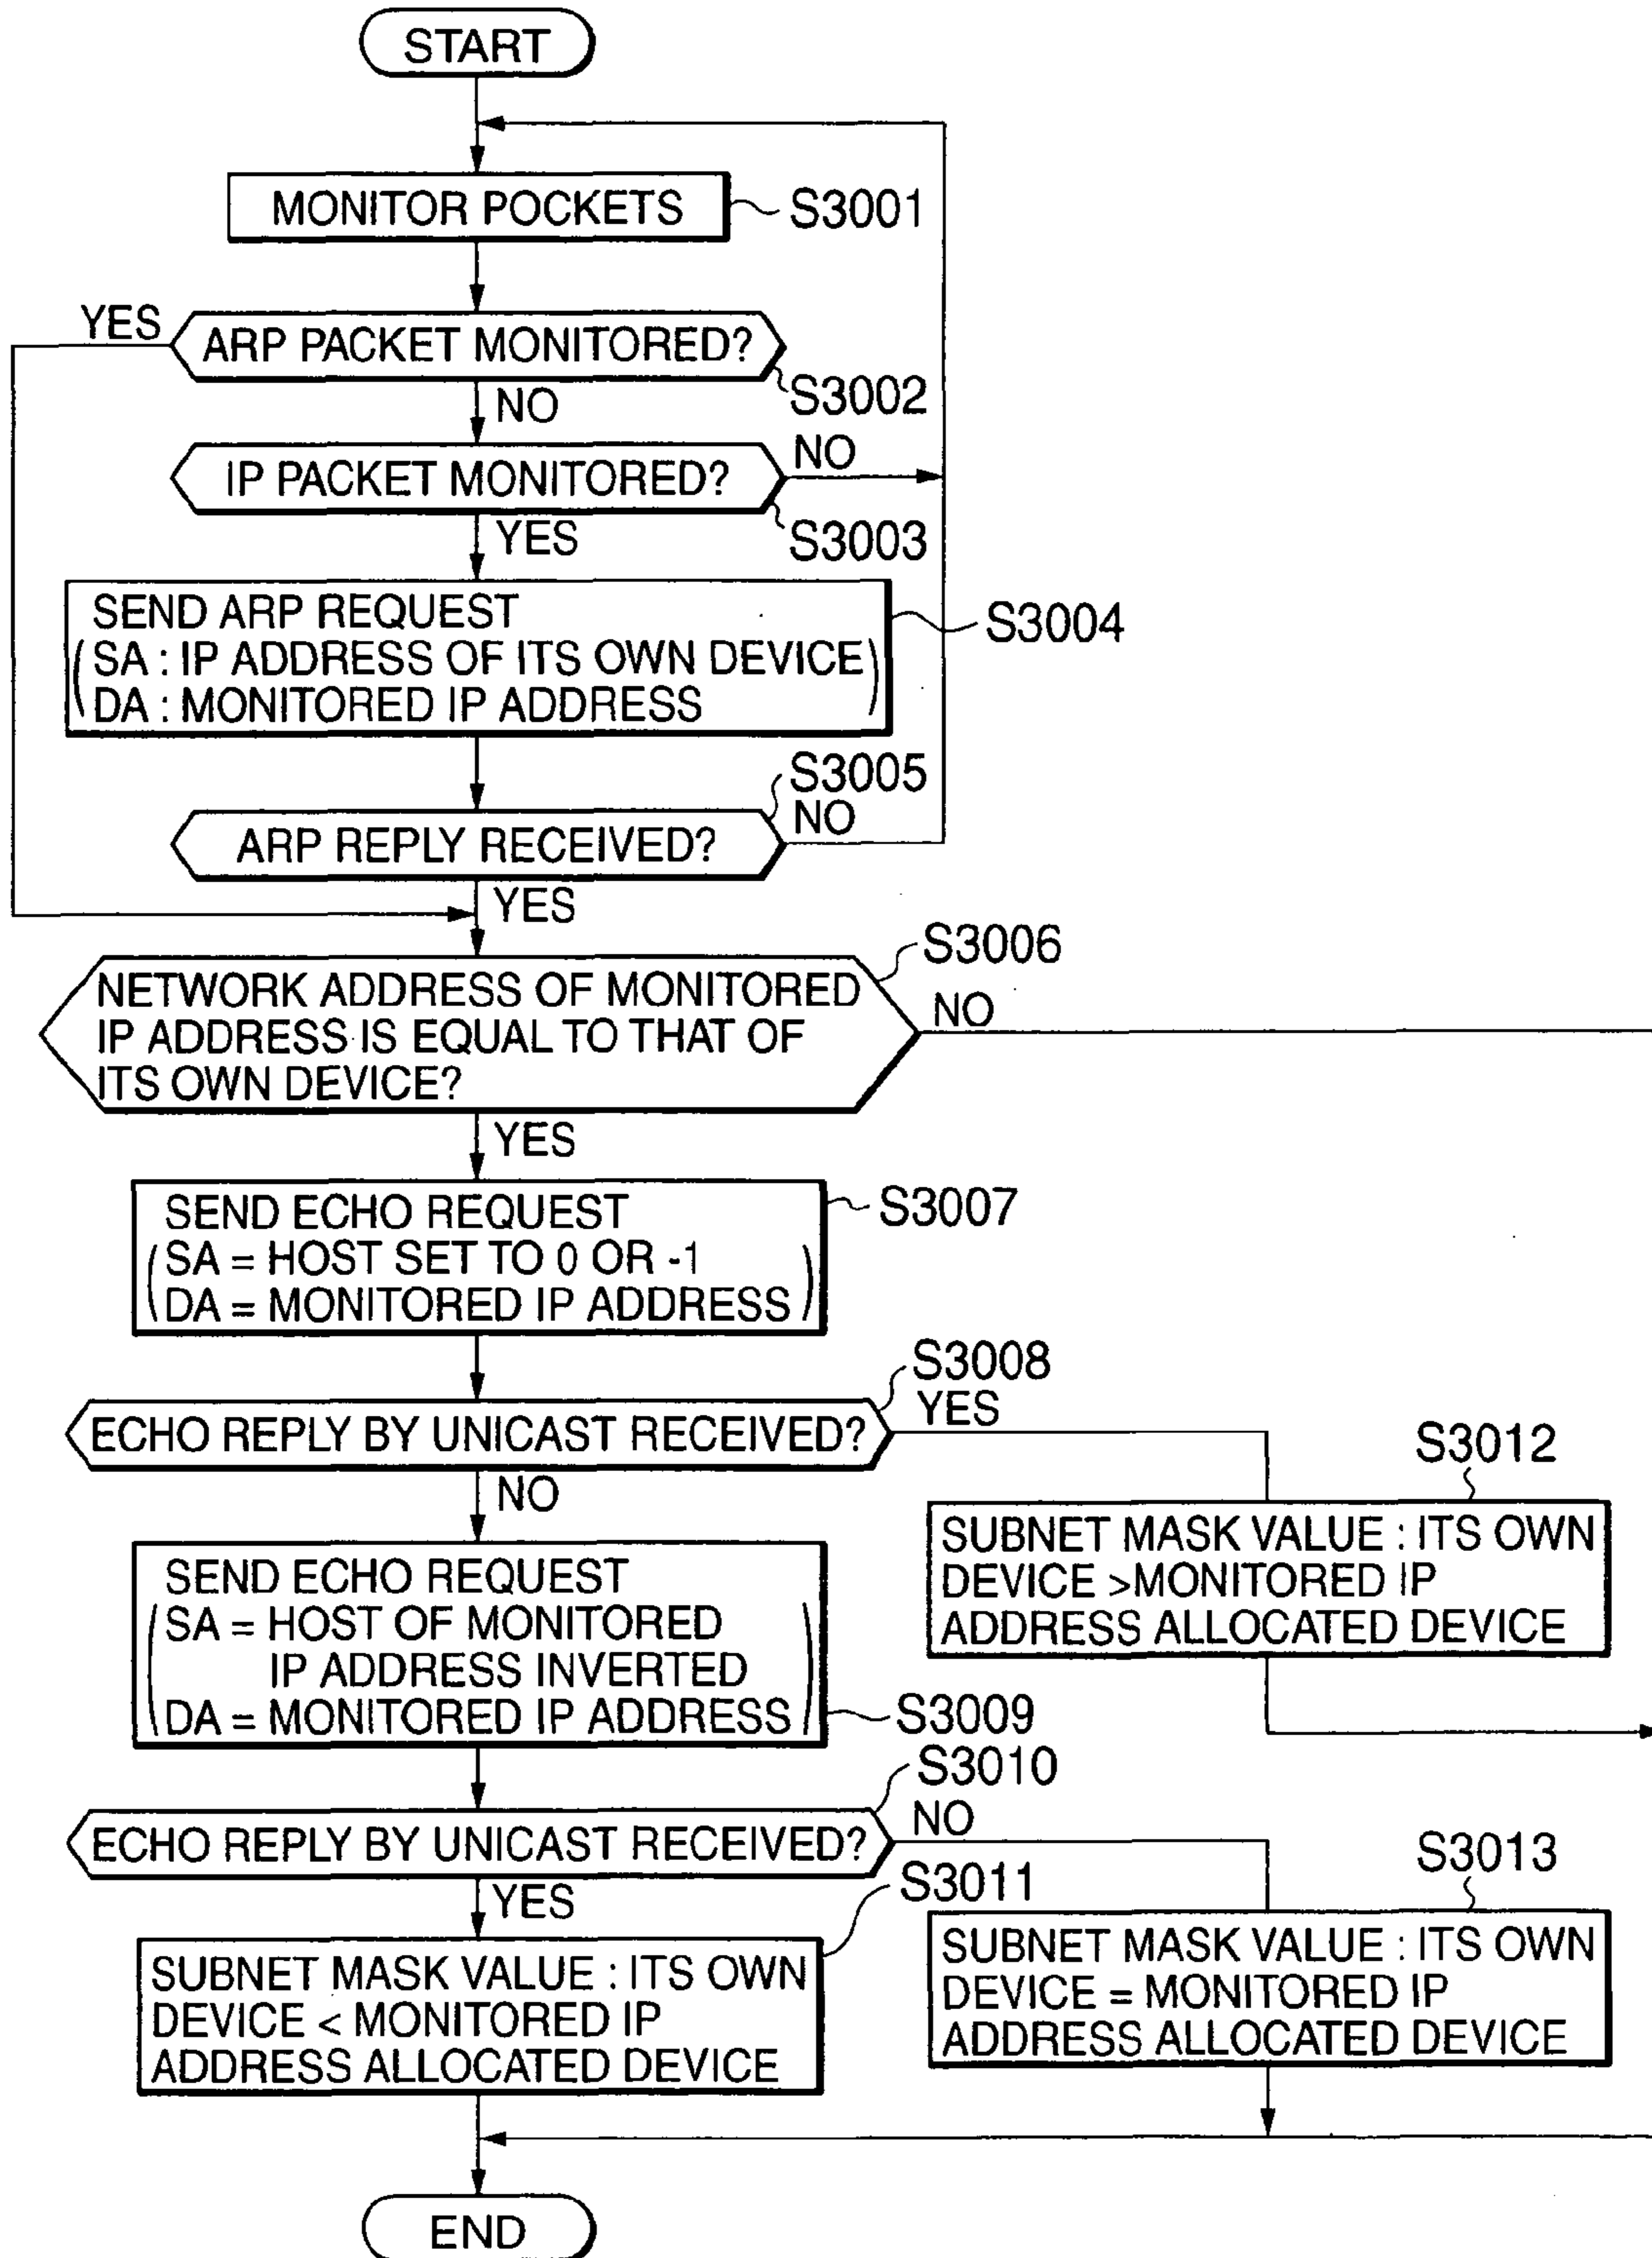 START
MONITOR POCKETS
S3001
YES
ARP PACKET MONITORED?
S3002
NO
IP PACKET MONITORED?
NO
S3003
YES
SEND ARP REQUEST
(SA : IP ADDRESS OF ITS OWN DEVICE
DA : MONITORED IP ADDRESS)
S3004
S3005
ARP REPLY RECEIVED?
NO
YES
S3006
NETWORK ADDRESS OF MONITORED
IP ADDRESS IS EQUAL TO THAT OF
ITS OWN DEVICE?
NO
YES
SEND ECHO REQUEST
(SA = HOST SET TO 0 OR -1
DA = MONITORED IP ADDRESS)
S3007
S3008
ECHO REPLY BY UNICAST RECEIVED?
YES
NO
S3012
SUBNET MASK VALUE : ITS OWN
DEVICE >MONITORED IP
ADDRESS ALLOCATED DEVICE
SEND ECHO REQUEST
(SA = HOST OF MONITORED
IP ADDRESS INVERTED
DA = MONITORED IP ADDRESS)
S3009
S3010
ECHO REPLY BY UNICAST RECEIVED?
NO
YES
S3011
SUBNET MASK VALUE : ITS OWN
DEVICE < MONITORED IP
ADDRESS ALLOCATED DEVICE
S3013
SUBNET MASK VALUE : ITS OWN
DEVICE = MONITORED IP
ADDRESS ALLOCATED DEVICE
END